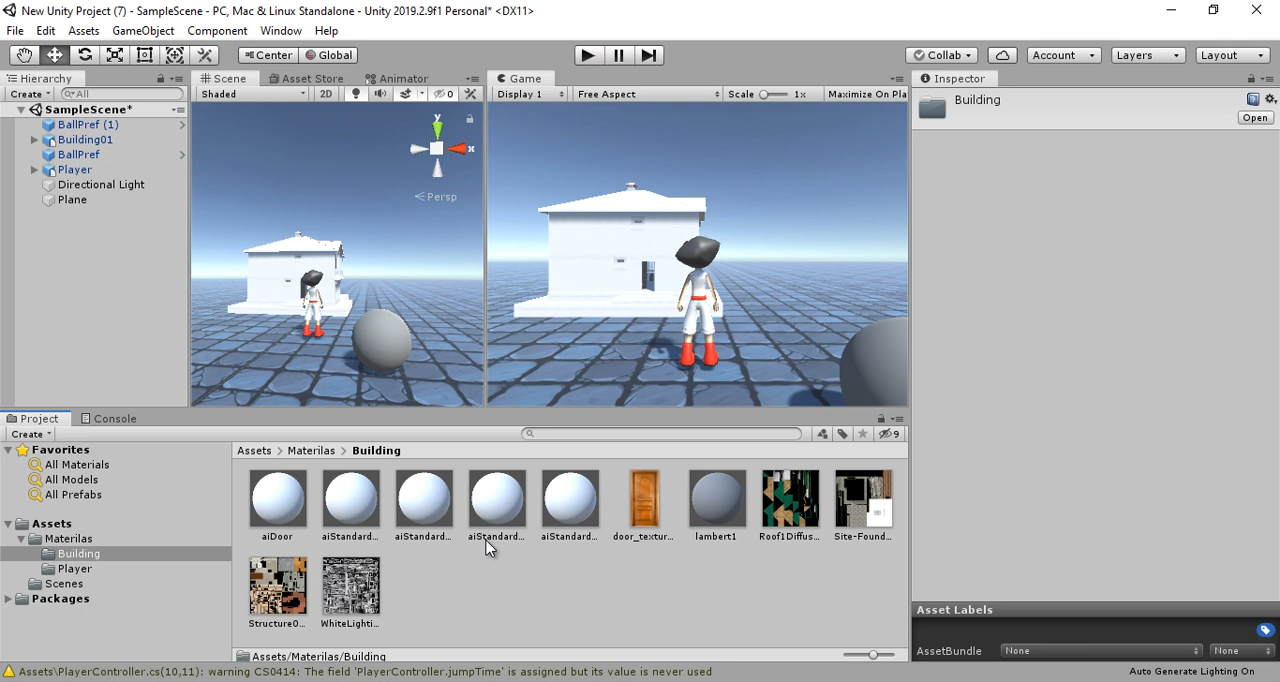 New Unity Project (7) - SampleScene - PC, Mac & Linux Standalone - Unity 2019.2.9f1 Personal* <DX11>
File Edit Assets GameObject Component Window Help
Center Global Collab Account Layers Layout
Hierarchy Scene Asset Store Animator Game Inspector
Create All Shaded 2D 0 Display 1 Free Aspect Scale 1x Maximize On Pla
SampleScene*
BallPref (1)
Building01
BallPref
Player
Directional Light
Plane
y
x
Persp
Building
Open
Project Console
Create 9
Favorites
All Materials
All Models
All Prefabs
Assets
Materilas
Building
Player
Scenes
Packages
Assets > Materilas > Building
aiDoor aiStandard... aiStandard... aiStandard... aiStandard... door_textur... lambert1 Roof1Diffus... Site-Found...
Structure0... WhiteLighti...
Assets/Materilas/Building
Asset Labels
AssetBundle None None
Assets\PlayerController.cs(10,11): warning CS0414: The field 'PlayerController.jumpTime' is assigned but its value is never used
Auto Generate Lighting On